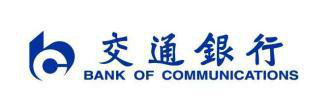 交通銀行
BANK OF COMMUNICATIONS